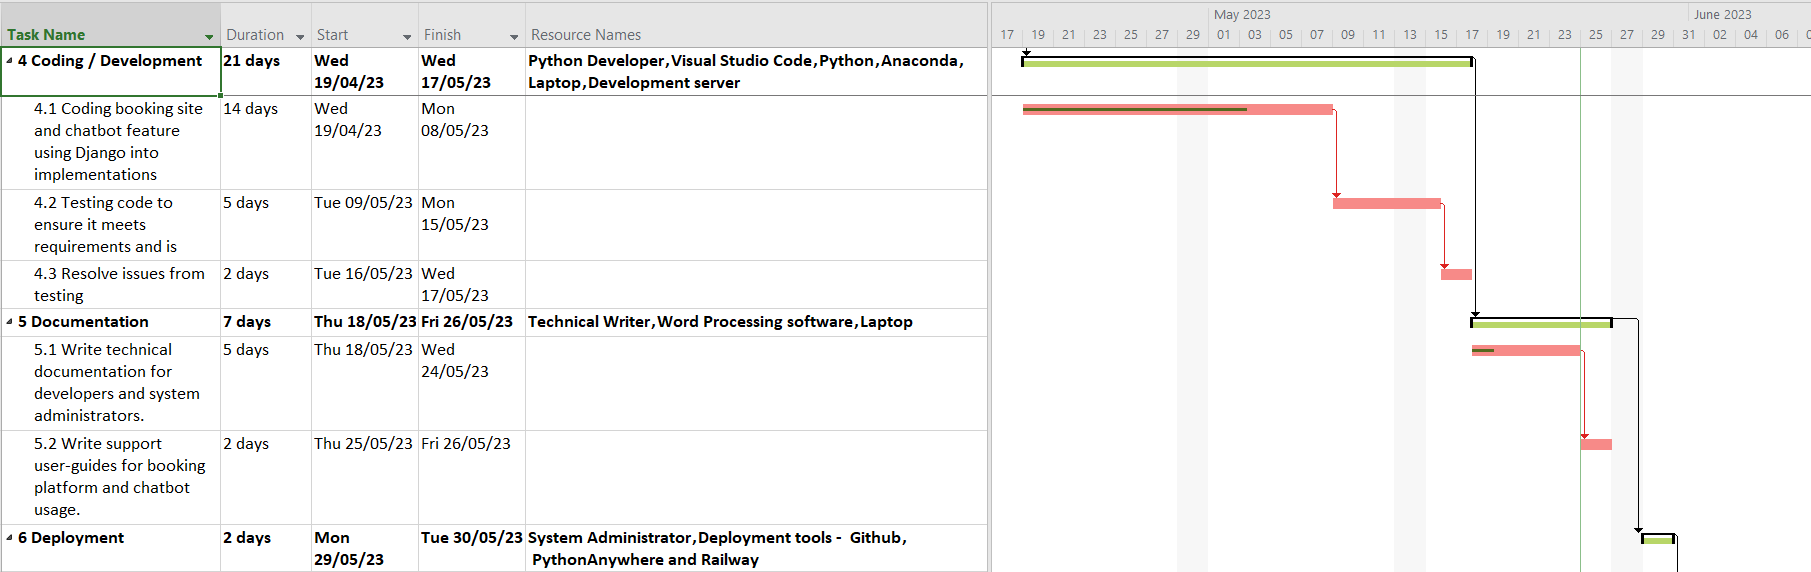 May 2023 June 2023
Task Name Duration Start Finish Resource Names 17 19 21 23 25 27 29 01 03 05 07 09 11 13 15 17 19 21 23 25 27 29 31 02 04 06
4 Coding / Development 21 days Wed Wed Python Developer,Visual Studio Code,Python,Anaconda,
19/04/23 17/05/23 Laptop,Development server
4.1 Coding booking site 14 days Wed Mon
and chatbot feature 19/04/23 08/05/23
using Django into
implementations
4.2 Testing code to 5 days Tue 09/05/23 Mon
ensure it meets 15/05/23
requirements and is
4.3 Resolve issues from 2 days Tue 16/05/23 Wed
testing 17/05/23
5 Documentation 7 days Thu 18/05/23 Fri 26/05/23 Technical Writer,Word Processing software,Laptop
5.1 Write technical 5 days Thu 18/05/23 Wed
documentation for 24/05/23
developers and system
administrators.
5.2 Write support 2 days Thu 25/05/23 Fri 26/05/23
user-guides for booking
platform and chatbot
usage.
6 Deployment 2 days Mon Tue 30/05/23 System Administrator,Deployment tools - Github,
29/05/23 PythonAnywhere and Railway